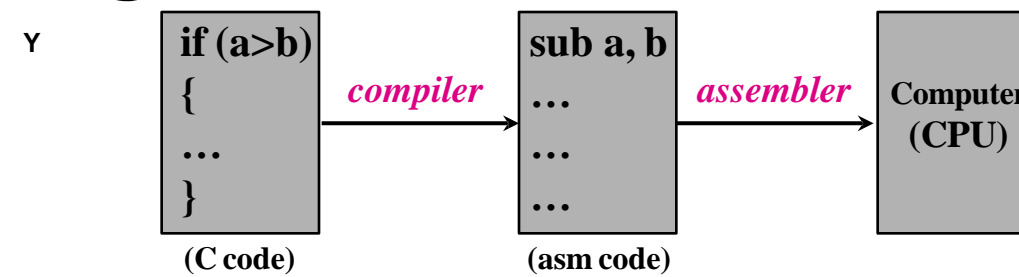 Y
if (a>b)
{
…
}
(C code)
compiler
sub a, b
…
…
…
(asm code)
assembler
Computer
(CPU)